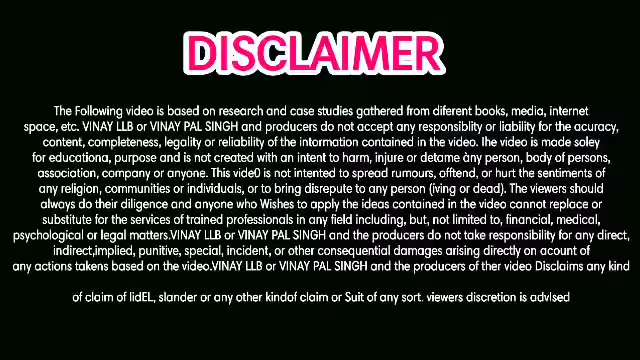 DISCLAIMER
The Following video is based on research and case studies gathered from diferent books, media, internet
space, etc. VINAY LLB or VINAY PAL SINGH and producers do not accept any responsiblity or liability for the acuracy,
content, completeness, legality or reliability of the intormation contained in the video. Ihe video is made soley
for educationa, purpose and is not created with an intent to harm, injure or detame àny person, body of persons,
association, company or anyone. This vide0 is not intended to spread rumours, offtend, or hurt the sentiments of
any religion, communities or individuals, or to bring disrepute to any person (iving or dead). The viewers should
always do their diligence and anyone who Wishes to apply the ideas contained in the video cannot replace or
substitute for the services of trained professionals in any field including, but, not limited to, financial, medical,
psychological or legal matters.VINAY LLB or VINAY PAL SINGH and the producers do not take responsibility for any direct,
indirect,implied, punitive, special, incident, or other consequential damages arising directly on acount of
any actions takens based on the video.VINAY LLB or VINAY PAL SINGH and the producers of ther video Disclaims any kind
of claim of lidEL, slander or any other kindof claim or Suit of any sort. viewers discretion is advlsed